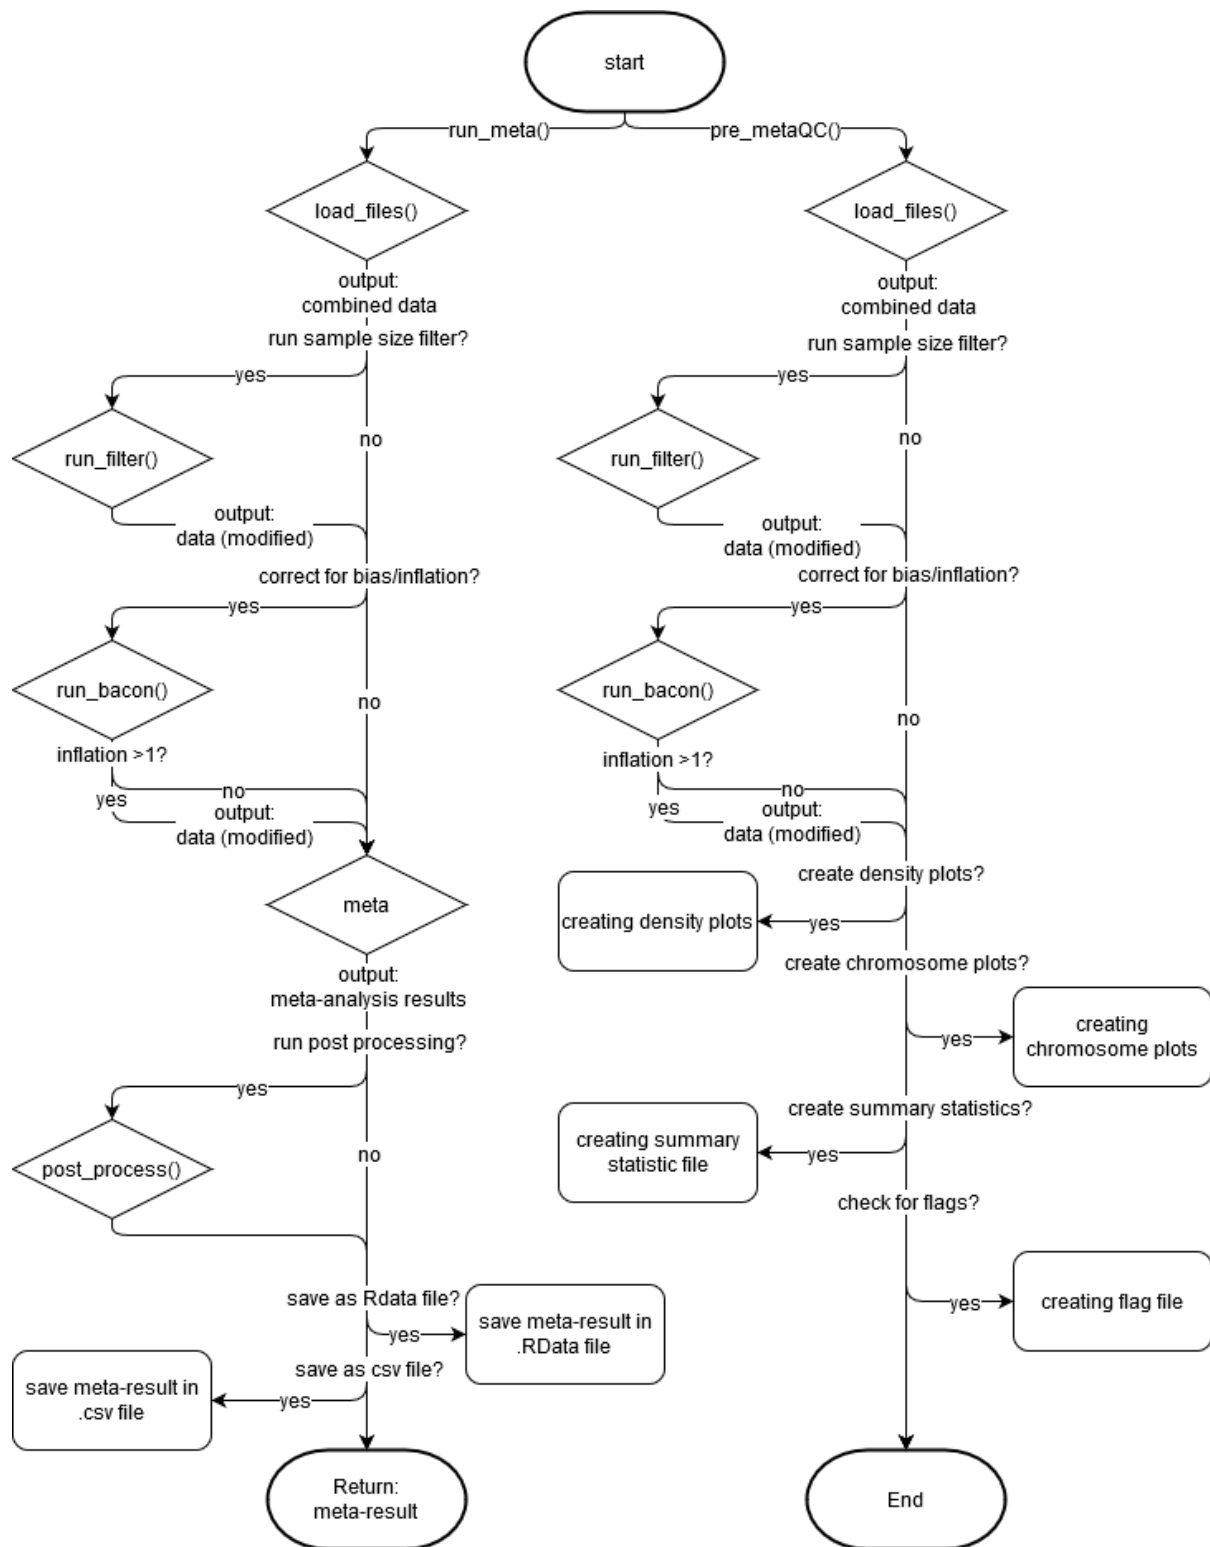 start
run_meta()
pre_metaQC()
load_files()
load_files()
output:
combined data
output:
combined data
run sample size filter?
run sample size filter?
yes
yes
run_filter()
no
run_filter()
no
output:
data (modified)
output:
data (modified)
correct for bias/inflation?
correct for bias/inflation?
yes
yes
run_bacon()
no
run_bacon()
no
inflation >1?
inflation >1?
no
yes
output:
data (modified)
no
yes
output:
data (modified)
meta
create density plots?
creating density plots
yes
output:
meta-analysis results
create chromosome plots?
run post processing?
yes
creating
chromosome plots
yes
create summary statistics?
post_process()
no
creating summary
statistic file
yes
check for flags?
save as Rdata file?
yes
save meta-result in
.RData file
yes
creating flag file
save as csv file?
save meta-result in
.csv file
yes
Return:
meta-result
End